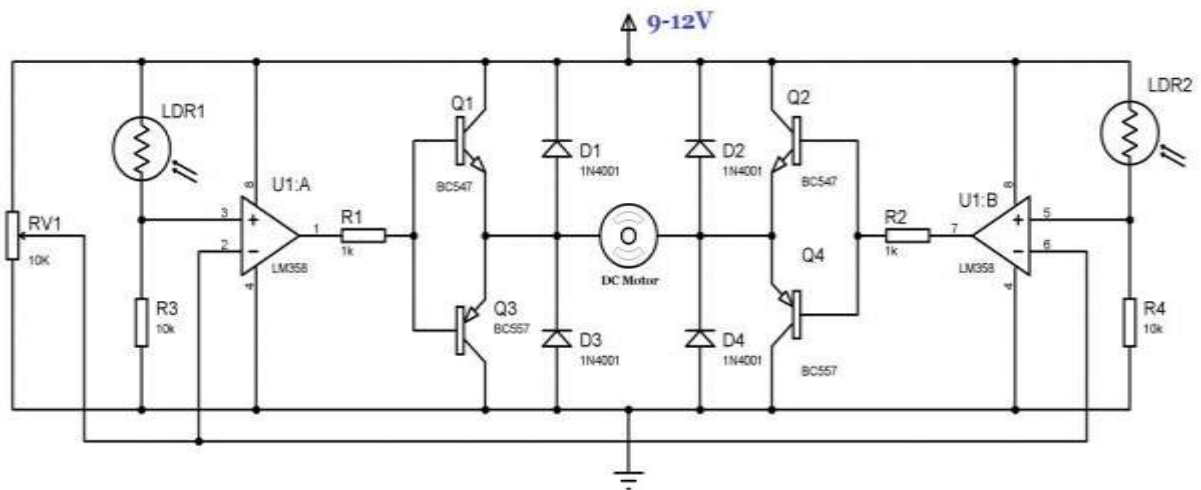 9-12V
LDR1
Q1
Q2
LDR2
D1
1N4001
D2
1N4001
BC547
BC547
8
U1:A
8
U1:B
RV1
10K
3
+
2
−
1
R1
1k
R2
1k
7
+
5
−
6
LM358
LM358
4
4
DC Motor
Q4
R3
10k
Q3
BC557
D3
1N4001
D4
1N4001
BC557
R4
10k